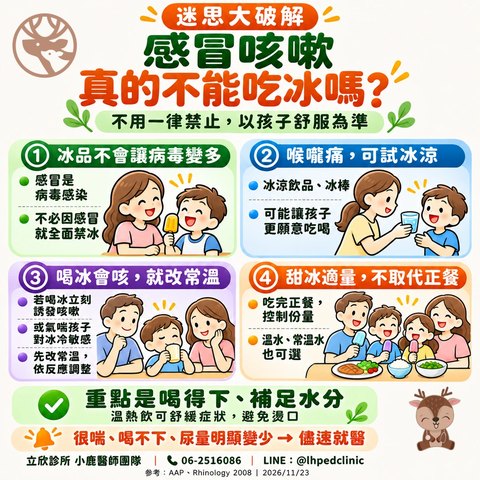 迷思大破解
感冒咳嗽
真的不能吃冰嗎?
不用一律禁止，以孩子舒服為準
1 冰品不會讓病毒變多
感冒是
病毒感染
不必因感冒
就全面禁冰
2 喉嚨痛，可試冰涼
冰涼飲品、冰棒
可能讓孩子
更願意吃喝
3 喝冰會咳，就改常溫
若喝冰立刻
誘發咳嗽
或氣喘孩子
對冰冷敏感
先改常溫，
依反應調整
4 甜冰適量，不取代正餐
吃完正餐，
控制份量
溫水、常溫水
也可選
重點是喝得下、補足水分
溫熱飲可舒緩症狀，避免燙口
很喘、喝不下、尿量明顯變少→儘速就醫
立欣診所 小鹿醫師團隊 | 06-2516086 | LINE：@lhpedclinic
參考：AAP、Rhinology 2008 | 2026/11/23